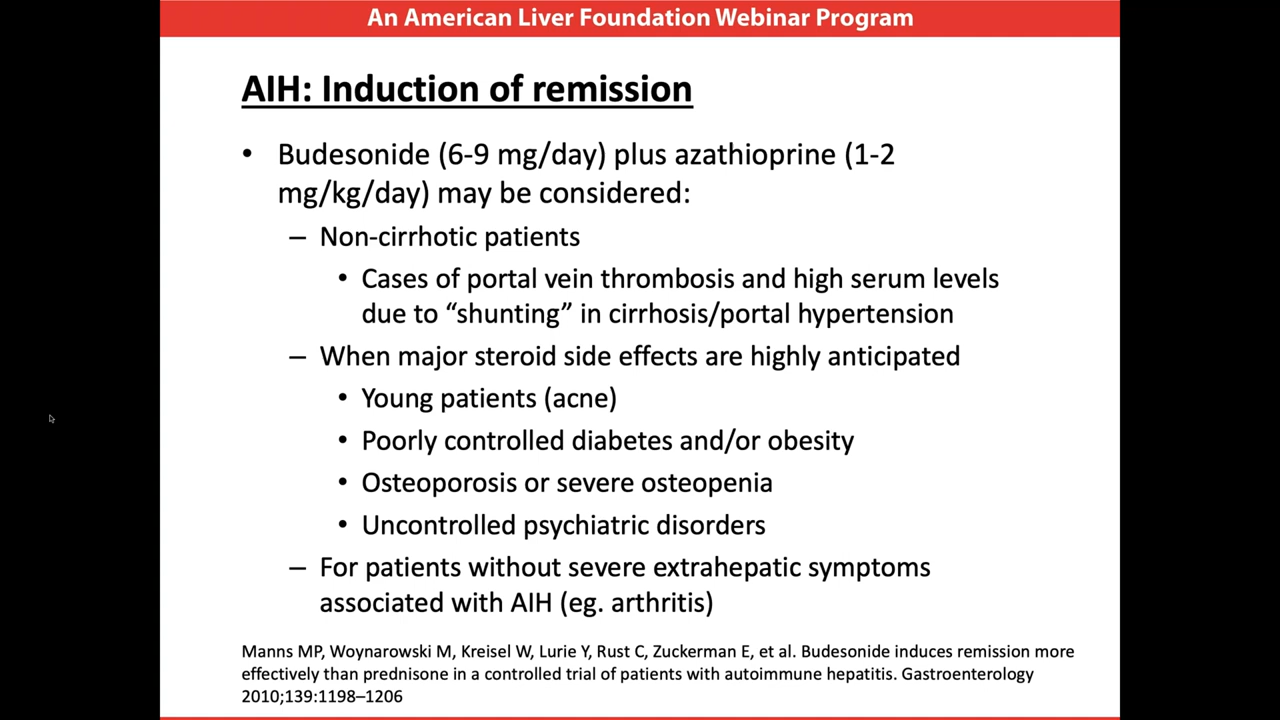 An American Liver Foundation Webinar Program
AIH: Induction of remission
• Budesonide (6-9 mg/day) plus azathioprine (1-2
mg/kg/day) may be considered:
– Non-cirrhotic patients
• Cases of portal vein thrombosis and high serum levels
due to “shunting” in cirrhosis/portal hypertension
– When major steroid side effects are highly anticipated
• Young patients (acne)
• Poorly controlled diabetes and/or obesity
• Osteoporosis or severe osteopenia
• Uncontrolled psychiatric disorders
– For patients without severe extrahepatic symptoms
associated with AIH (eg. arthritis)
Manns MP, Woynarowski M, Kreisel W, Lurie Y, Rust C, Zuckerman E, et al. Budesonide induces remission more
effectively than prednisone in a controlled trial of patients with autoimmune hepatitis. Gastroenterology
2010;139:1198–1206